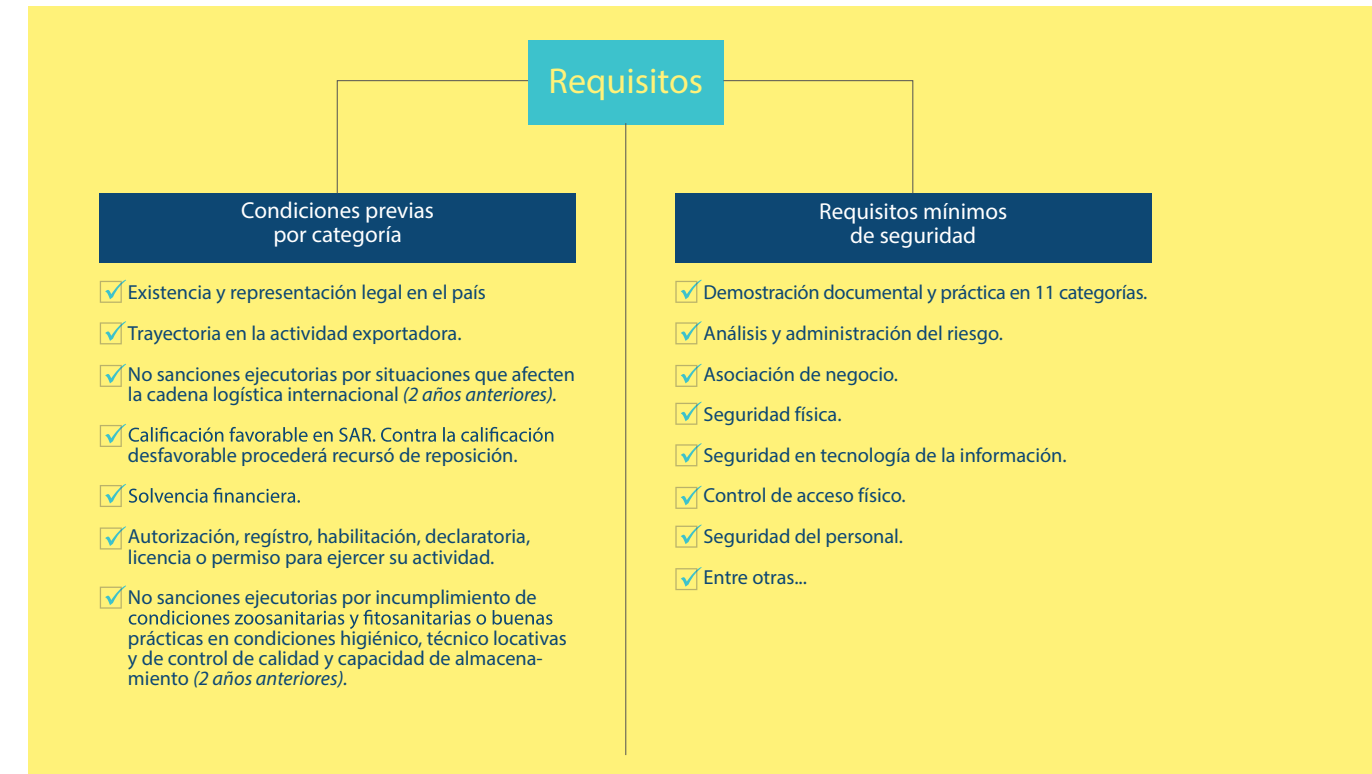 Requisitos
Condiciones previas
por categoría
Existencia y representación legal en el país
Trayectoria en la actividad exportadora.
No sanciones ejecutorias por situaciones que afecten
la cadena logística internacional (2 años anteriores).
Calificación favorable en SAR. Contra la calificación
desfavorable procederá recursó de reposición.
Solvencia financiera.
Autorización, regístro, habilitación, declaratoria,
licencia o permiso para ejercer su actividad.
No sanciones ejecutorias por incumplimiento de
condiciones zoosanitarias y fitosanitarias o buenas
prácticas en condiciones higiénico, técnico locativas
y de control de calidad y capacidad de almacena-
miento (2 años anteriores).
Requisitos mínimos
de seguridad
Demostración documental y práctica en 11 categorías.
Análisis y administración del riesgo.
Asociación de negocio.
Seguridad física.
Seguridad en tecnología de la información.
Control de acceso físico.
Seguridad del personal.
Entre otras...